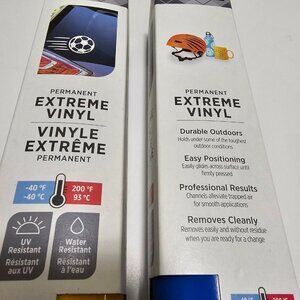 PERMANENT
EXTREME
VINYL
VINYLE
EXTRÊME
PERMANENT
-40 °F
-40 °C
200 °F
93 °C
UV
Resistant
Résistant
aux UV
Water
Resistant
Résistant
à l'eau
PERMANENT
EXTREME
VINYL
Durable Outdoors
Holds under some of the toughest
outdoor conditions
Easy Positioning
Easily glides across surface until
firmly pressed
Professional Results
Channels alleviate trapped air
for smooth applications
Removes Cleanly
Removes easily and without residue
when you are ready for a change
-40 °F
200 °F